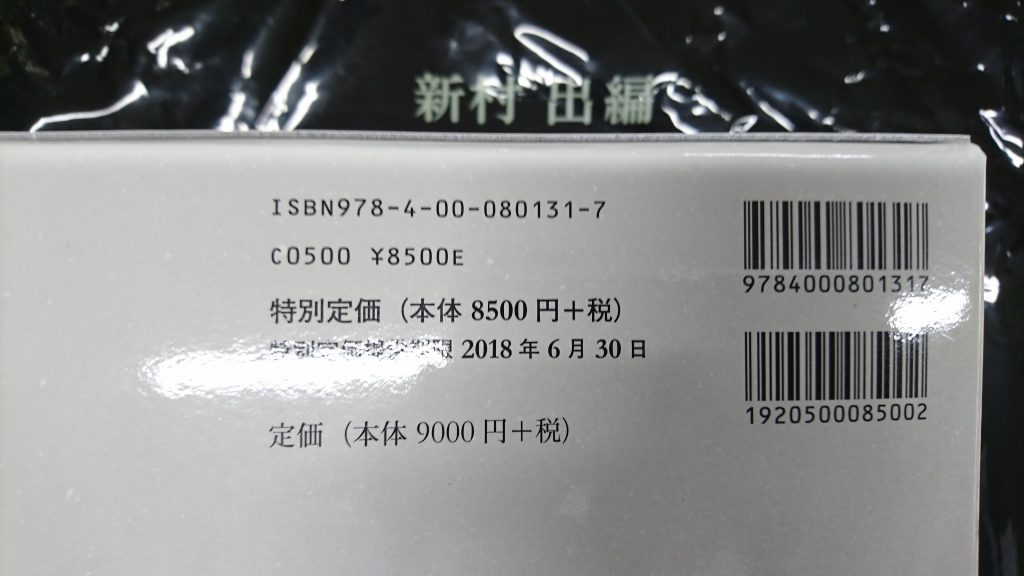 新村 出編
ISBN978-4-00-080131-7
C0500 ¥8500E
特別定価（本体 8500 円＋税）
2018 年 6 月 30 日
定価（本体 9000 円＋税）
9784000801317
1920500085002